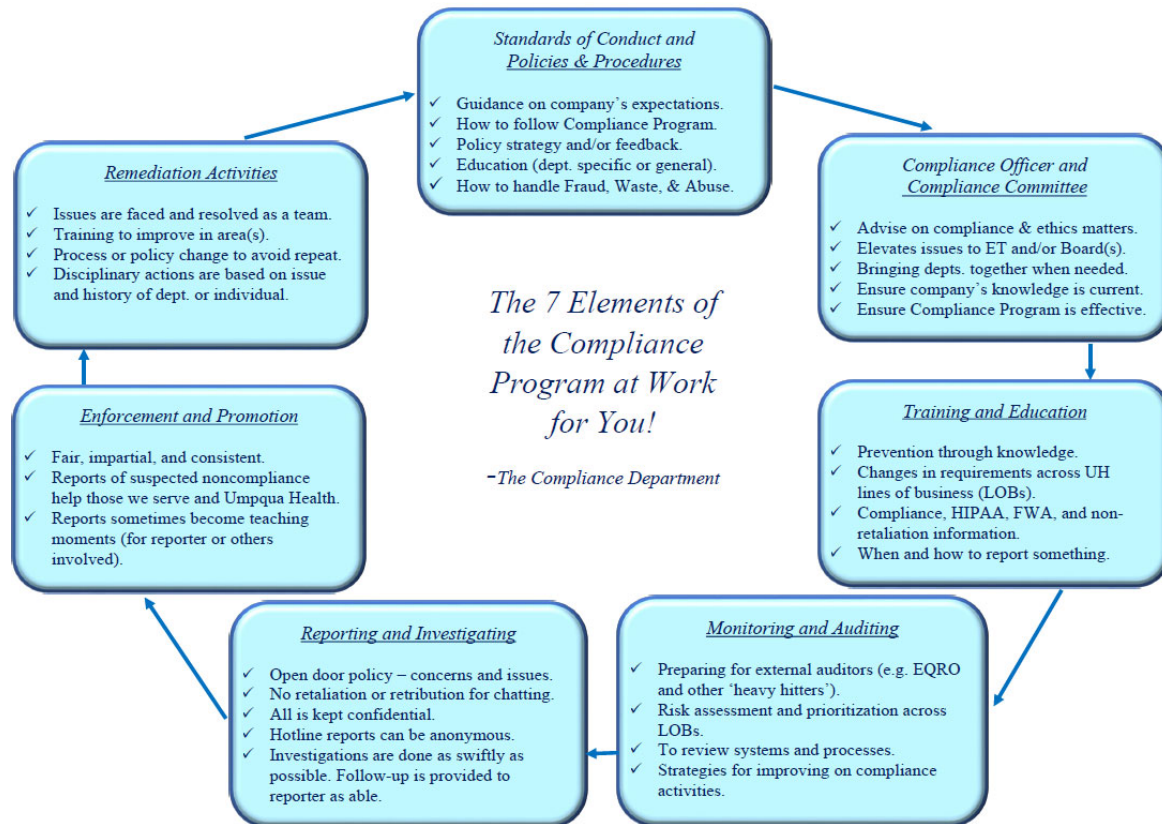 Standards of Conduct and
Policies & Procedures
✓ Guidance on company’s expectations.
✓ How to follow Compliance Program.
✓ Policy strategy and/or feedback.
✓ Education (dept. specific or general).
✓ How to handle Fraud, Waste, & Abuse.
Compliance Officer and
Compliance Committee
✓ Advise on compliance & ethics matters.
✓ Elevates issues to ET and/or Board(s).
✓ Bringing depts. together when needed.
✓ Ensure company’s knowledge is current.
✓ Ensure Compliance Program is effective.
Training and Education
✓ Prevention through knowledge.
✓ Changes in requirements across UH
lines of business (LOBs).
✓ Compliance, HIPAA, FWA, and non-
retaliation information.
✓ When and how to report something.
Monitoring and Auditing
✓ Preparing for external auditors (e.g. EQRO
and other ‘heavy hitters’).
✓ Risk assessment and prioritization across
LOBs.
✓ To review systems and processes.
✓ Strategies for improving on compliance
activities.
Reporting and Investigating
✓ Open door policy – concerns and issues.
✓ No retaliation or retribution for chatting.
✓ All is kept confidential.
✓ Hotline reports can be anonymous.
✓ Investigations are done as swiftly as
possible. Follow-up is provided to
reporter as able.
Enforcement and Promotion
✓ Fair, impartial, and consistent.
✓ Reports of suspected noncompliance
help those we serve and Umpqua Health.
✓ Reports sometimes become teaching
moments (for reporter or others
involved).
Remediation Activities
✓ Issues are faced and resolved as a team.
✓ Training to improve in area(s).
✓ Process or policy change to avoid repeat.
✓ Disciplinary actions are based on issue
and history of dept. or individual.
The 7 Elements of
the Compliance
Program at Work
for You!
-The Compliance Department